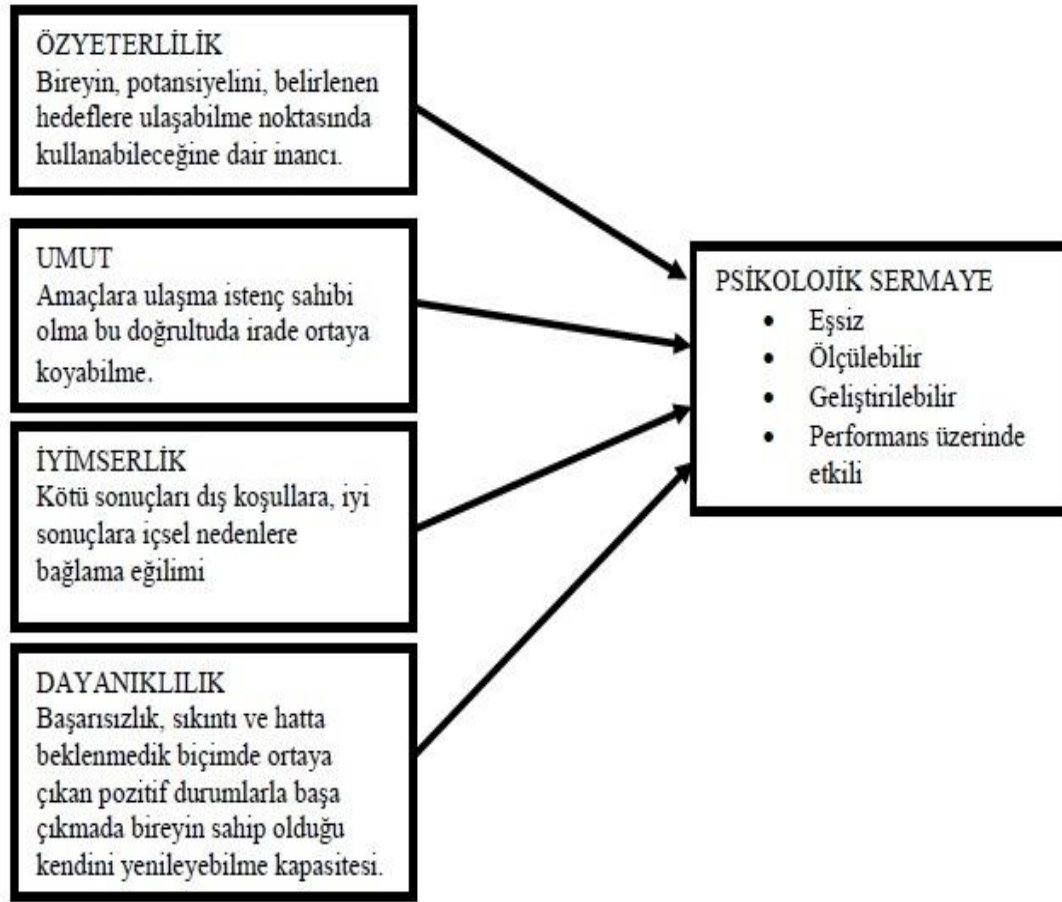 ÖZYETERLİLİK
Bireyin, potansiyelini, belirlenen
hedeflere ulaşabilme noktasında
kullanabileceğine dair inancı.
UMUT
Amaçlara ulaşma istenç sahibi
olma bu doğrultuda irade ortaya
koyabilme.
İYİMSERLİK
Kötü sonuçları dış koşullara, iyi
sonuçlara içsel nedenlere
bağlama eğilimi
DAYANIKLILIK
Başarısızlık, sıkıntı ve hatta
beklenmedik biçimde ortaya
çıkan pozitif durumlarla başa
çıkmada bireyin sahip olduğu
kendini yenileyebilme kapasitesi.
PSİKOLOJİK SERMAYE
• Eşsiz
• Ölçülebilir
• Geliştirilebilir
• Performans üzerinde
etkili